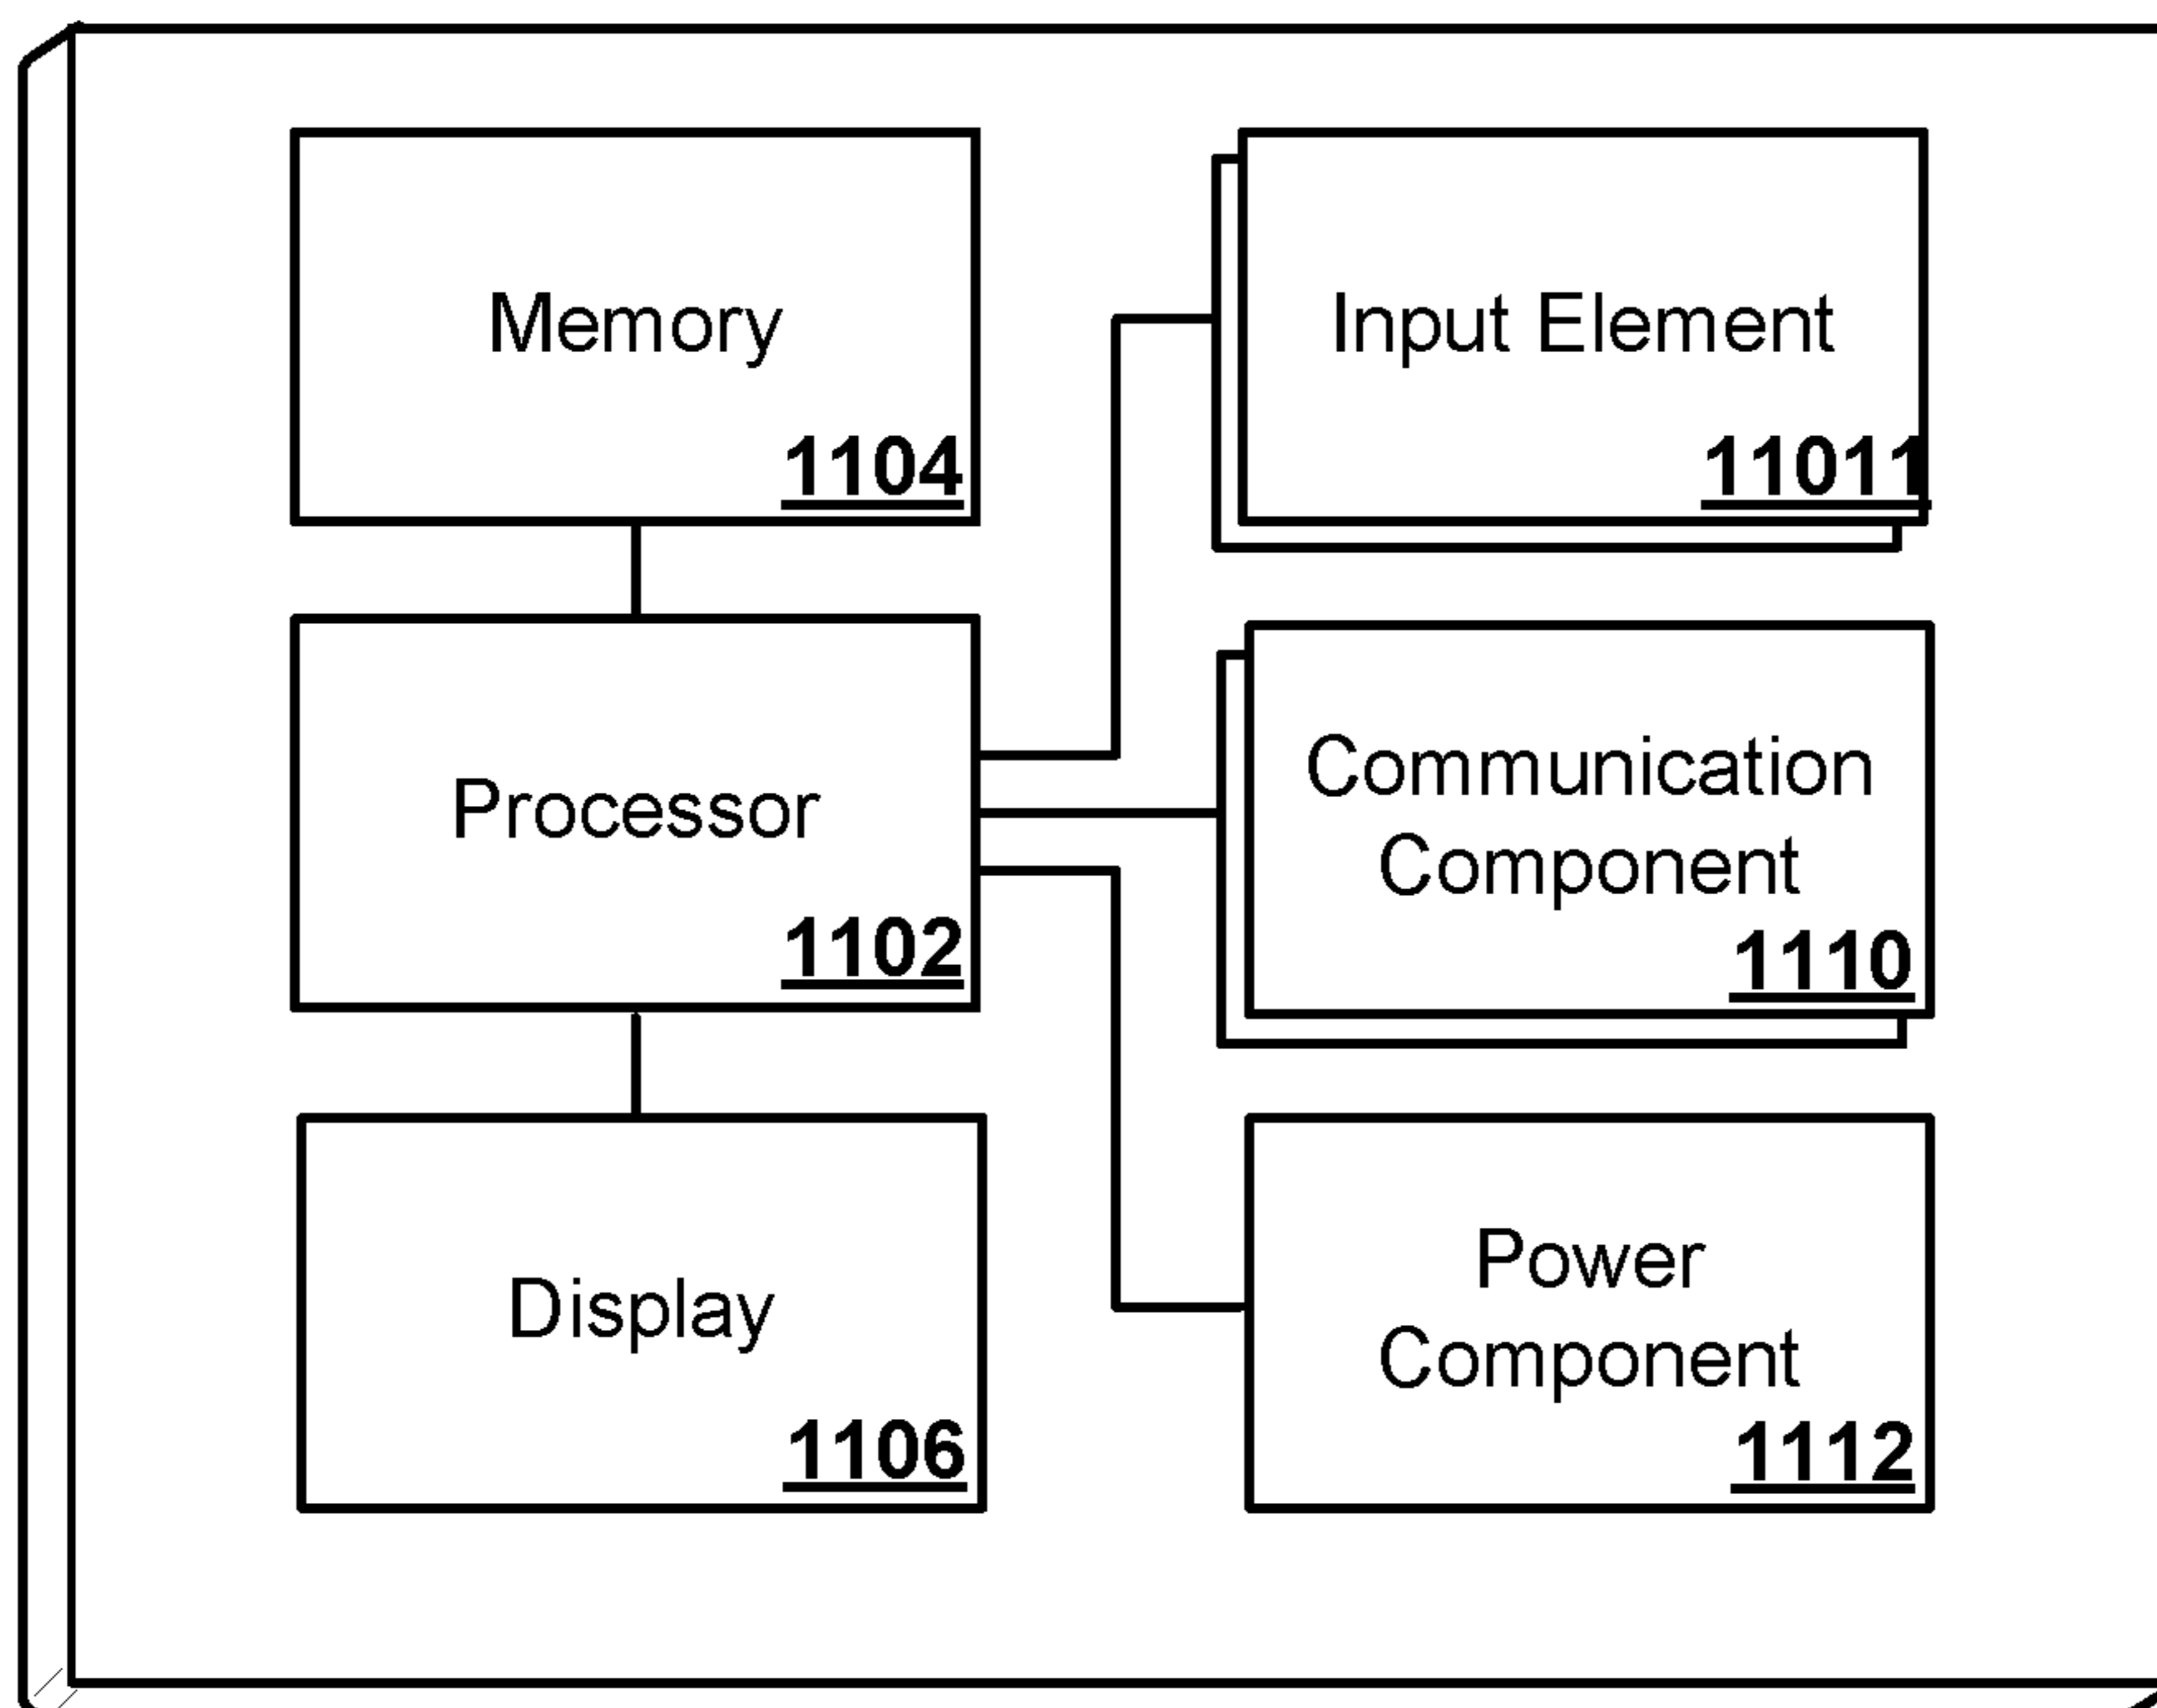 Memory
1104
Input Element
11011
Processor
1102
Communication
Component
1110
Display
1106
Power
Component
1112